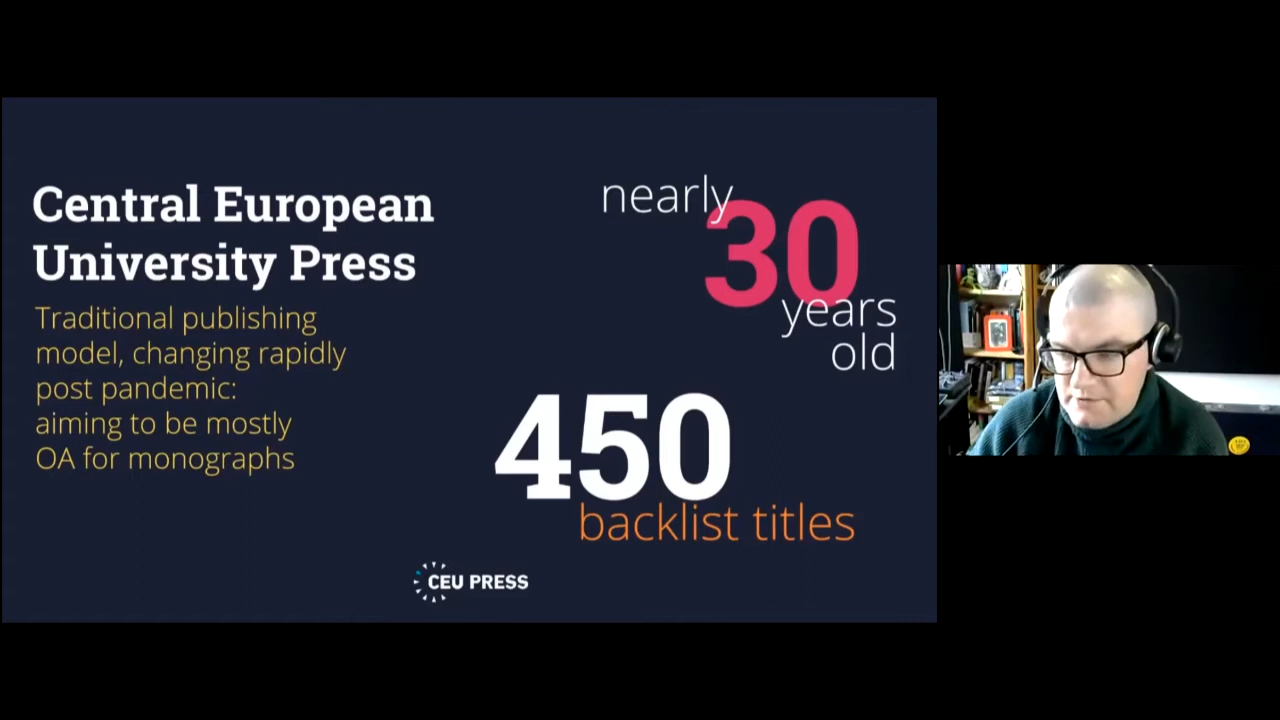 Central European
University Press
Traditional publishing
model, changing rapidly
post pandemic:
aiming to be mostly
OA for monographs
nearly
30
years
old
450
backlist titles
CEU PRESS